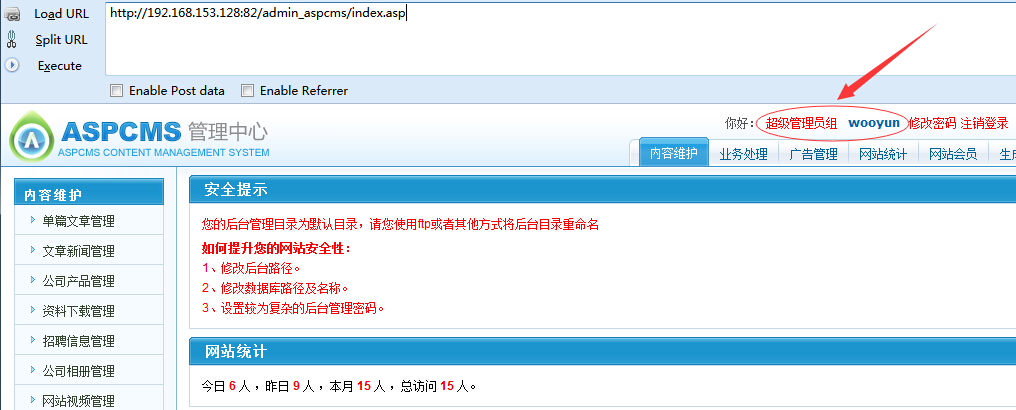 Load URL
http://192.168.153.128:82/admin_aspcms/index.asp
Split URL
Execute
Enable Post data Enable Referrer
ASPCMS 管理中心
ASPCMS CONTENT MANAGEMENT SYSTEM
你好： 超级管理员组 wooyun 修改密码 注销登录
内容维护 业务处理 广告管理 网站统计 网站会员 生
内容维护
单篇文章管理
文章新闻管理
公司产品管理
资料下载管理
招聘信息管理
公司相册管理
网站视频管理
安全提示
您的后台管理目录为默认目录，请您使用ftp或者其他方式将后台目录重命名
如何提升您的网站安全性：
1、修改后台路径。
2、修改数据库路径及名称。
3、设置较为复杂的后台管理密码。
网站统计
今日 6 人 ，昨日 9 人 ，本月 15 人 ，总访问 15 人 。